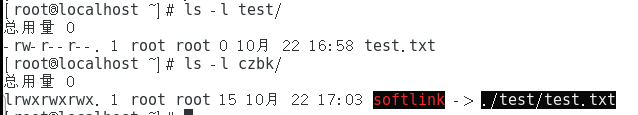 [root@localhost ~]# ls -l test/
总用量 0
-rw-r--r--. 1 root root 0 10月 22 16:58 test.txt
[root@localhost ~]# ls -l czbk/
总用量 0
lrwxrwxrwx. 1 root root 15 10月 22 17:03 softlink -> ./test/test.txt
[root@localhost ~]#